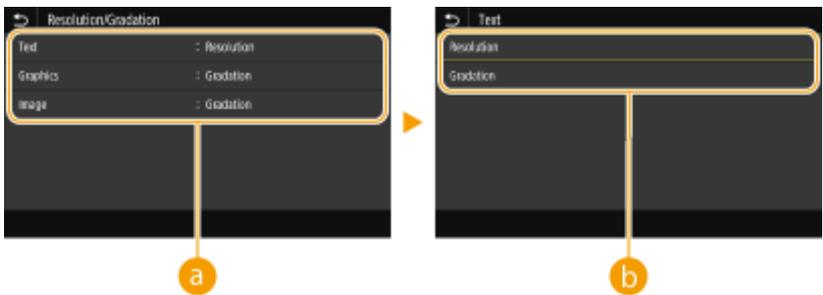 Resolution/Gradation
Text : Resolution
Graphics : Gradation
Image : Gradation
a
Text
Resolution
Gradation
b